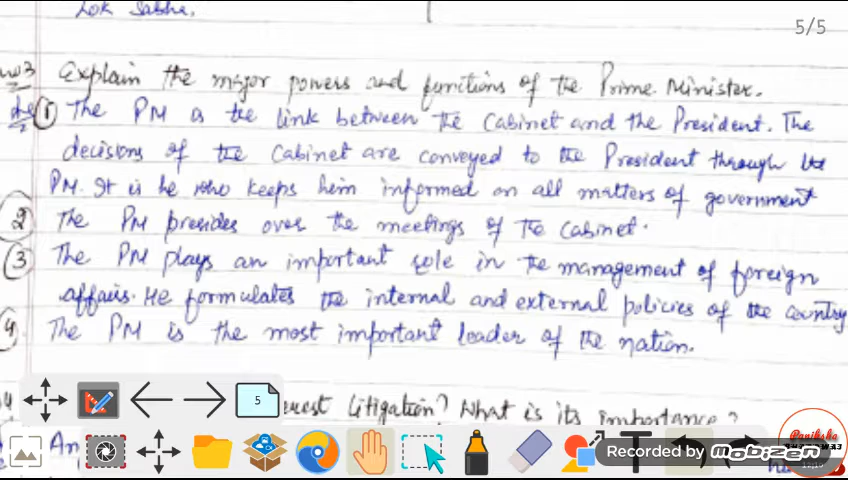 Lok Sabha.
5/5
Explain the major powers and functions of the Prime Minister.
① The PM is the link between the Cabinet and the President. The
decisions of the Cabinet are conveyed to the President through the
PM. It is he who keeps him informed on all matters of government
② The PM presides over the meetings of the Cabinet.
③ The PM plays an important role in the management of foreign
affairs. He formulates the internal and external policies of the country
④ The PM is the most important leader of the nation.
5
Litigation? What is its importance?
An
Recorded by
MOBIZEN